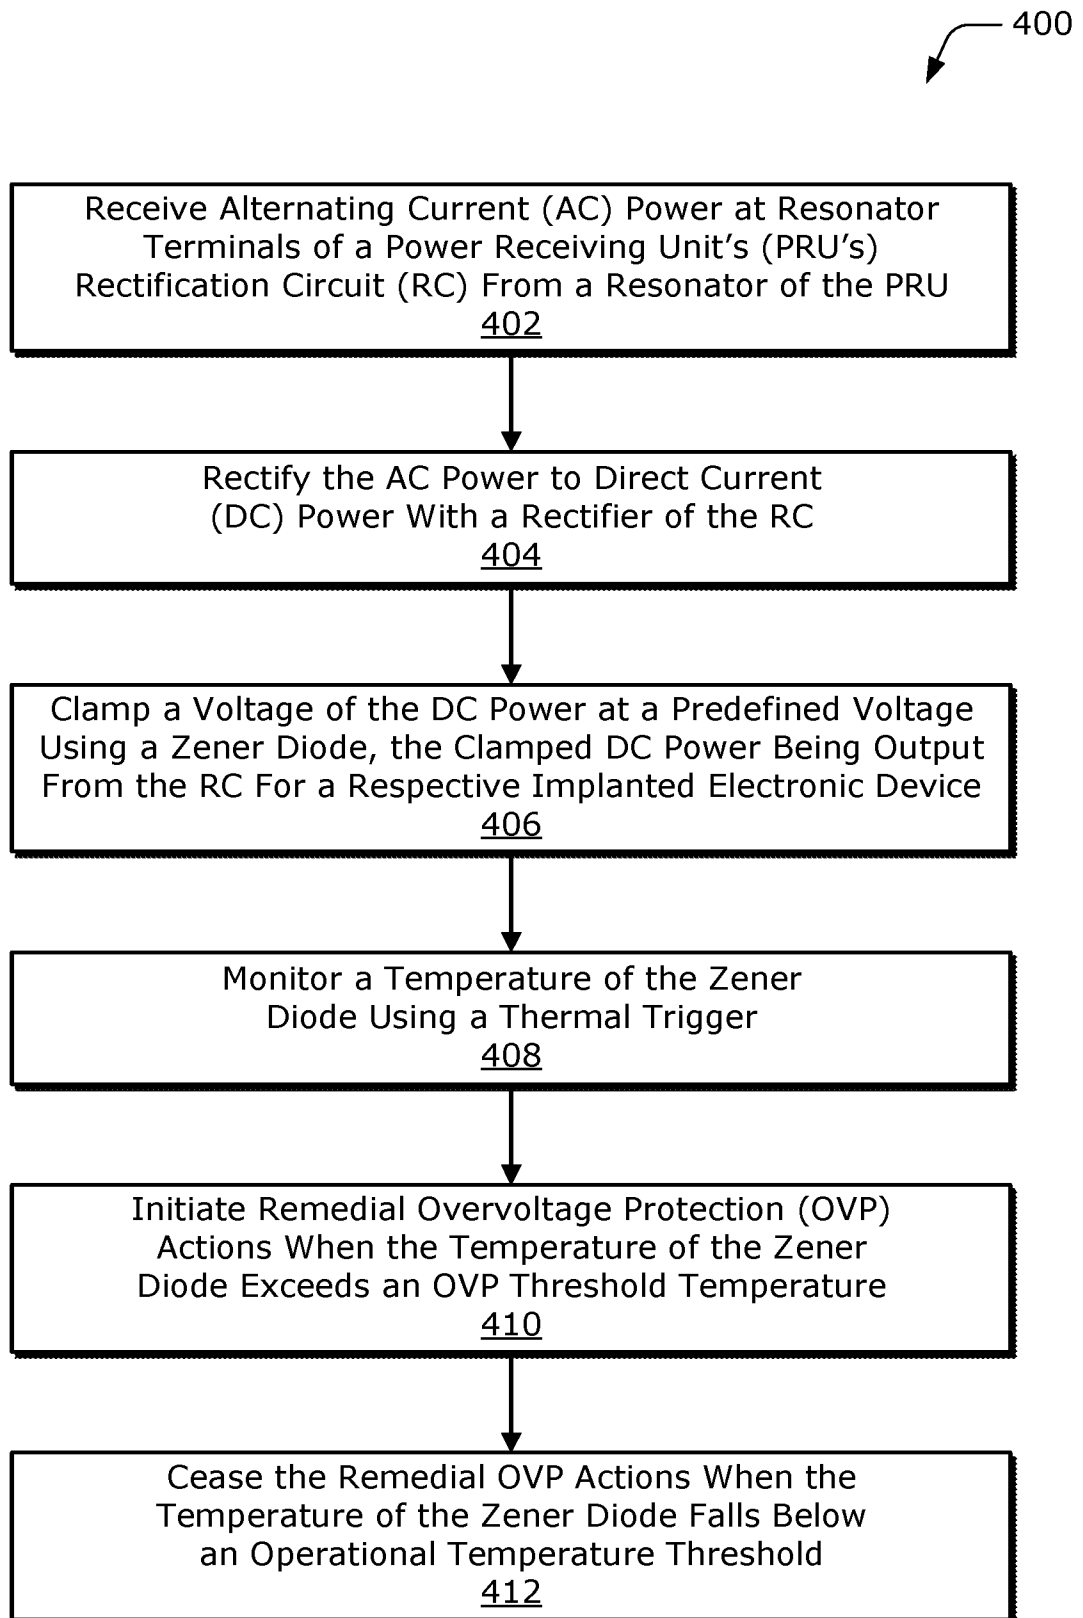 400
Receive Alternating Current (AC) Power at Resonator
Terminals of a Power Receiving Unit's (PRU's)
Rectification Circuit (RC) From a Resonator of the PRU
402
Rectify the AC Power to Direct Current
(DC) Power With a Rectifier of the RC
404
Clamp a Voltage of the DC Power at a Predefined Voltage
Using a Zener Diode, the Clamped DC Power Being Output
From the RC For a Respective Implanted Electronic Device
406
Monitor a Temperature of the Zener
Diode Using a Thermal Trigger
408
Initiate Remedial Overvoltage Protection (OVP)
Actions When the Temperature of the Zener
Diode Exceeds an OVP Threshold Temperature
410
Cease the Remedial OVP Actions When the
Temperature of the Zener Diode Falls Below
an Operational Temperature Threshold
412